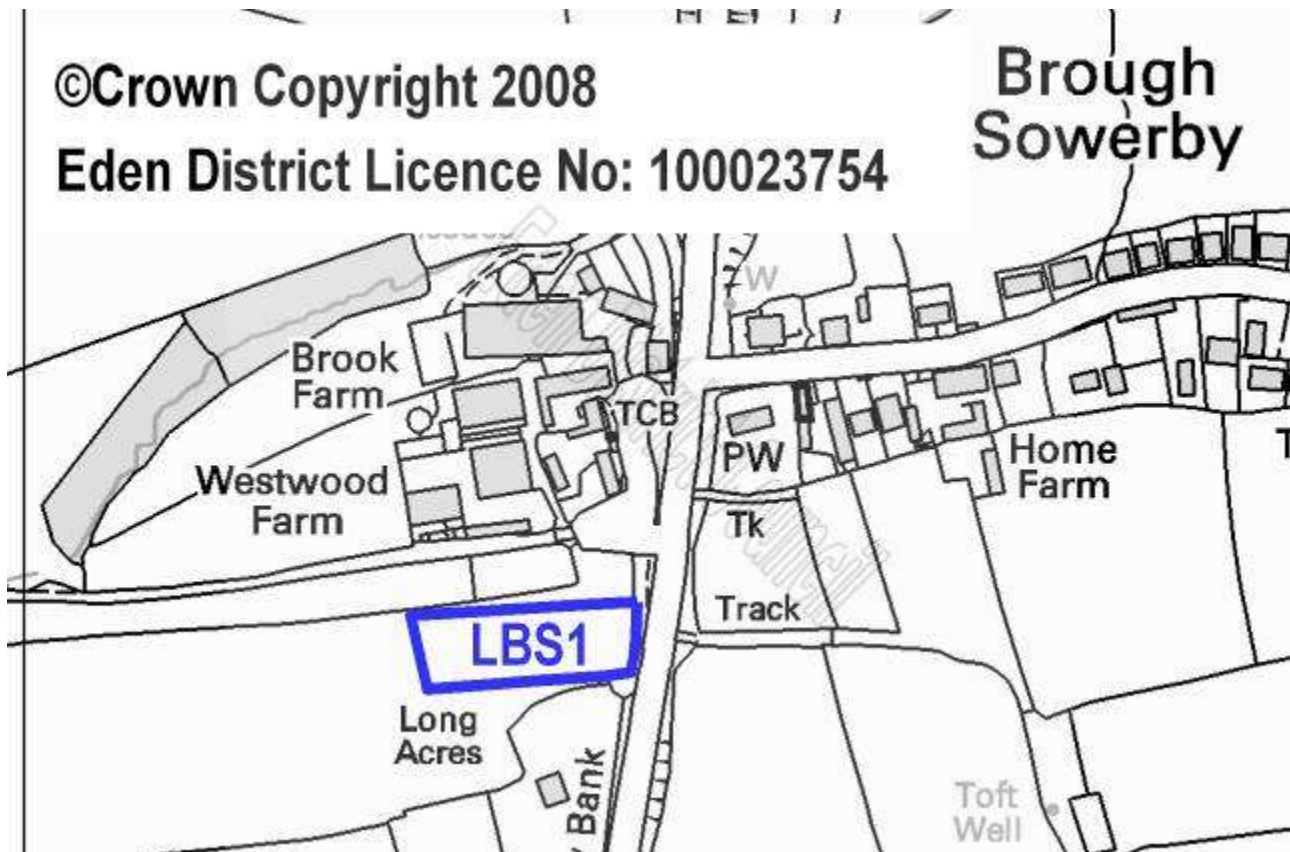 ©Crown Copyright 2008
Eden District Licence No: 100023754
Brough
Sowerby
W
Brook
Farm
TCB
Westwood
Farm
PW
Home
Farm
Tk
Track
LBS1
Long
Acres
Bank
Toft
Well